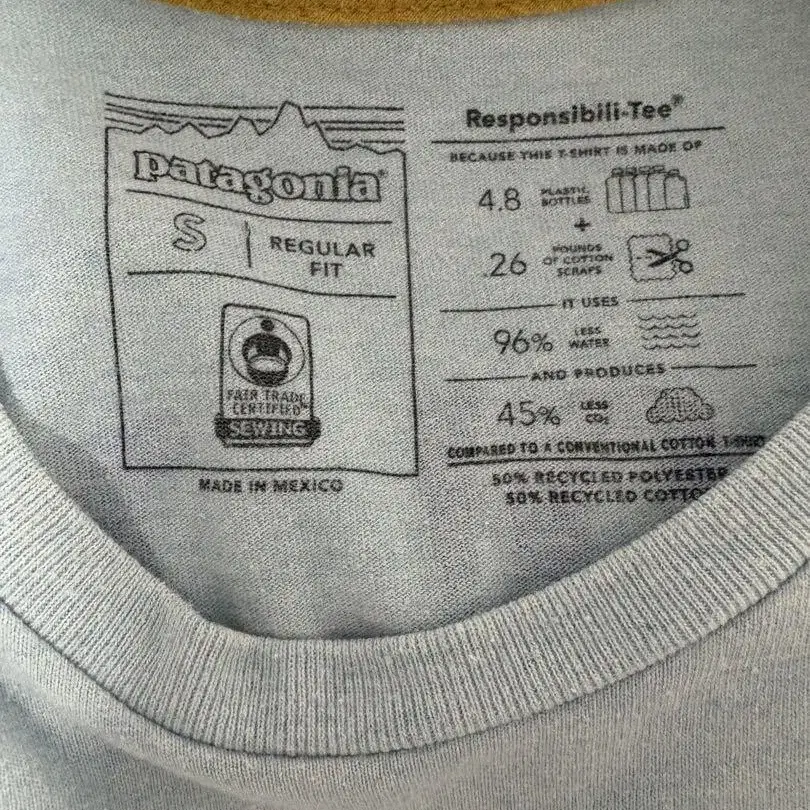 patagonia®
S | REGULAR
FIT
FAIR TRADE
CERTIFIED™
SEWING
MADE IN MEXICO
Responsibili-Tee®
BECAUSE THIS T-SHIRT IS MADE OF
4.8 PLASTIC
BOTTLES
+
.26 POUNDS
OF COTTON
SCRAPS
IT USES
96% LESS
WATER
AND PRODUCES
45% LESS
CO₂
COMPARED TO A CONVENTIONAL COTTON T-SHIRT
50% RECYCLED POLYESTER
50% RECYCLED COTTO